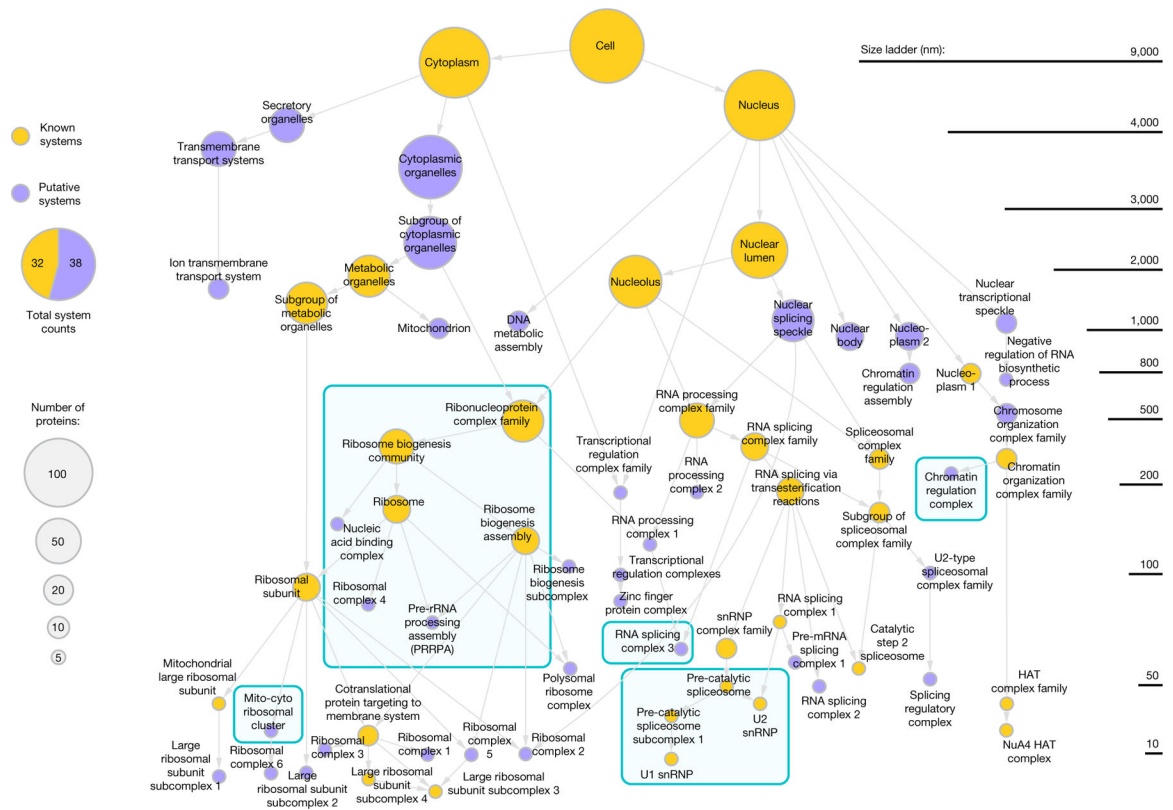 Cell
Size ladder (nm):
9,000
Cytoplasm
Nucleus
Secretory
organelles
4,000
Known
systems
Transmembrane
transport systems
Cytoplasmic
organelles
Putative
systems
3,000
Subgroup of
cytoplasmic
organelles
Nuclear
lumen
32
38
Ion transmembrane
transport system
Metabolic
organelles
Nucleolus
2,000
Nuclear
transcriptional
speckle
Total system
counts
Subgroup of
metabolic
organelles
Mitochondrion
DNA
metabolic
assembly
Nuclear
splicing
speckle
Nuclear
body
Nucleo-
plasm 2
1,000
Negative
regulation of RNA
biosynthetic
process
Chromatin
regulation
assembly
Nucleo-
plasm 1
800
Number of
proteins:
Ribonucleoprotein
complex family
RNA processing
complex family
Chromosome
organization
complex family
500
Ribosome biogenesis
community
Transcriptional
regulation
complex family
RNA splicing
complex family
Spliceosomal
complex
family
100
RNA
processing
complex 2
RNA splicing via
transesterification
reactions
Chromatin
regulation
complex
Chromatin
organization
complex family
200
Ribosome
Ribosome
biogenesis
assembly
Subgroup of
spliceosomal
complex family
Nucleic
acid binding
complex
RNA processing
complex 1
50
Ribosomal
subunit
Ribosomal
complex 4
Ribosome
biogenesis
subcomplex
Transcriptional
regulation complexes
U2-type
spliceosomal
complex family
100
20
Pre-rRNA
processing
assembly
(PRRPA)
Zinc finger
protein complex
snRNP
complex family
RNA splicing
complex 1
10
RNA splicing
complex 3
Pre-mRNA
splicing
complex 1
Catalytic
step 2
spliceosome
5
Mitochondrial
large ribosomal
subunit
Mito-cyto
ribosomal
cluster
Cotranslational
protein targeting to
membrane system
Polysomal
ribosome
complex
Pre-catalytic
spliceosome
RNA splicing
complex 2
Splicing
regulatory
complex
HAT
complex family
50
Large
ribosomal
subunit
subcomplex 1
Ribosomal
complex 6
Ribosomal
complex 3
Ribosomal
complex 1
Ribosomal
complex
5
Ribosomal
complex 2
Pre-catalytic
spliceosome
subcomplex 1
U2
snRNP
NuA4 HAT
complex
10
Large
ribosomal subunit
subcomplex 2
Large ribosomal
subunit
subcomplex 4
Large ribosomal
subunit subcomplex 3
U1 snRNP